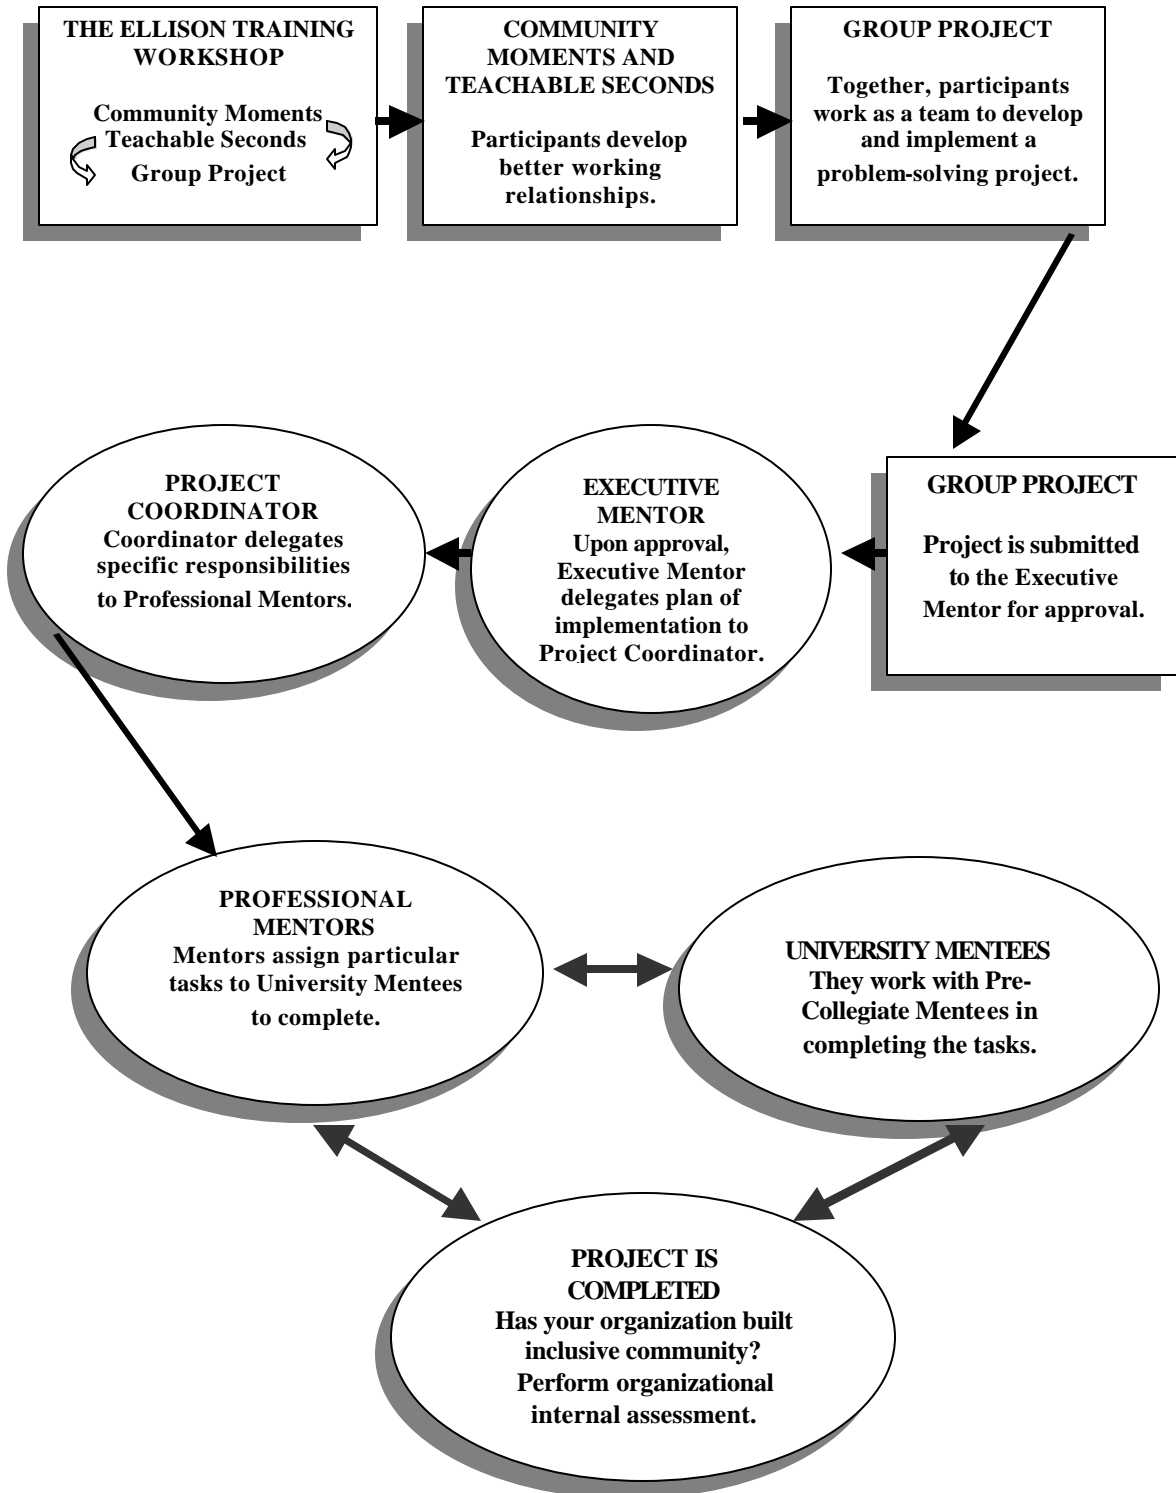 THE ELLISON TRAINING
WORKSHOP
Community Moments
Teachable Seconds
Group Project
COMMUNITY
MOMENTS AND
TEACHABLE SECONDS
Participants develop
better working
relationships.
GROUP PROJECT
Together, participants
work as a team to develop
and implement a
problem-solving project.
GROUP PROJECT
Project is submitted
to the Executive
Mentor for approval.
EXECUTIVE
MENTOR
Upon approval,
Executive Mentor
delegates plan of
implementation to
Project Coordinator.
PROJECT
COORDINATOR
Coordinator delegates
specific responsibilities
to Professional Mentors.
PROFESSIONAL
MENTORS
Mentors assign particular
tasks to University Mentees
to complete.
UNIVERSITY MENTEES
They work with Pre-
Collegiate Mentees in
completing the tasks.
PROJECT IS
COMPLETED
Has your organization built
inclusive community?
Perform organizational
internal assessment.